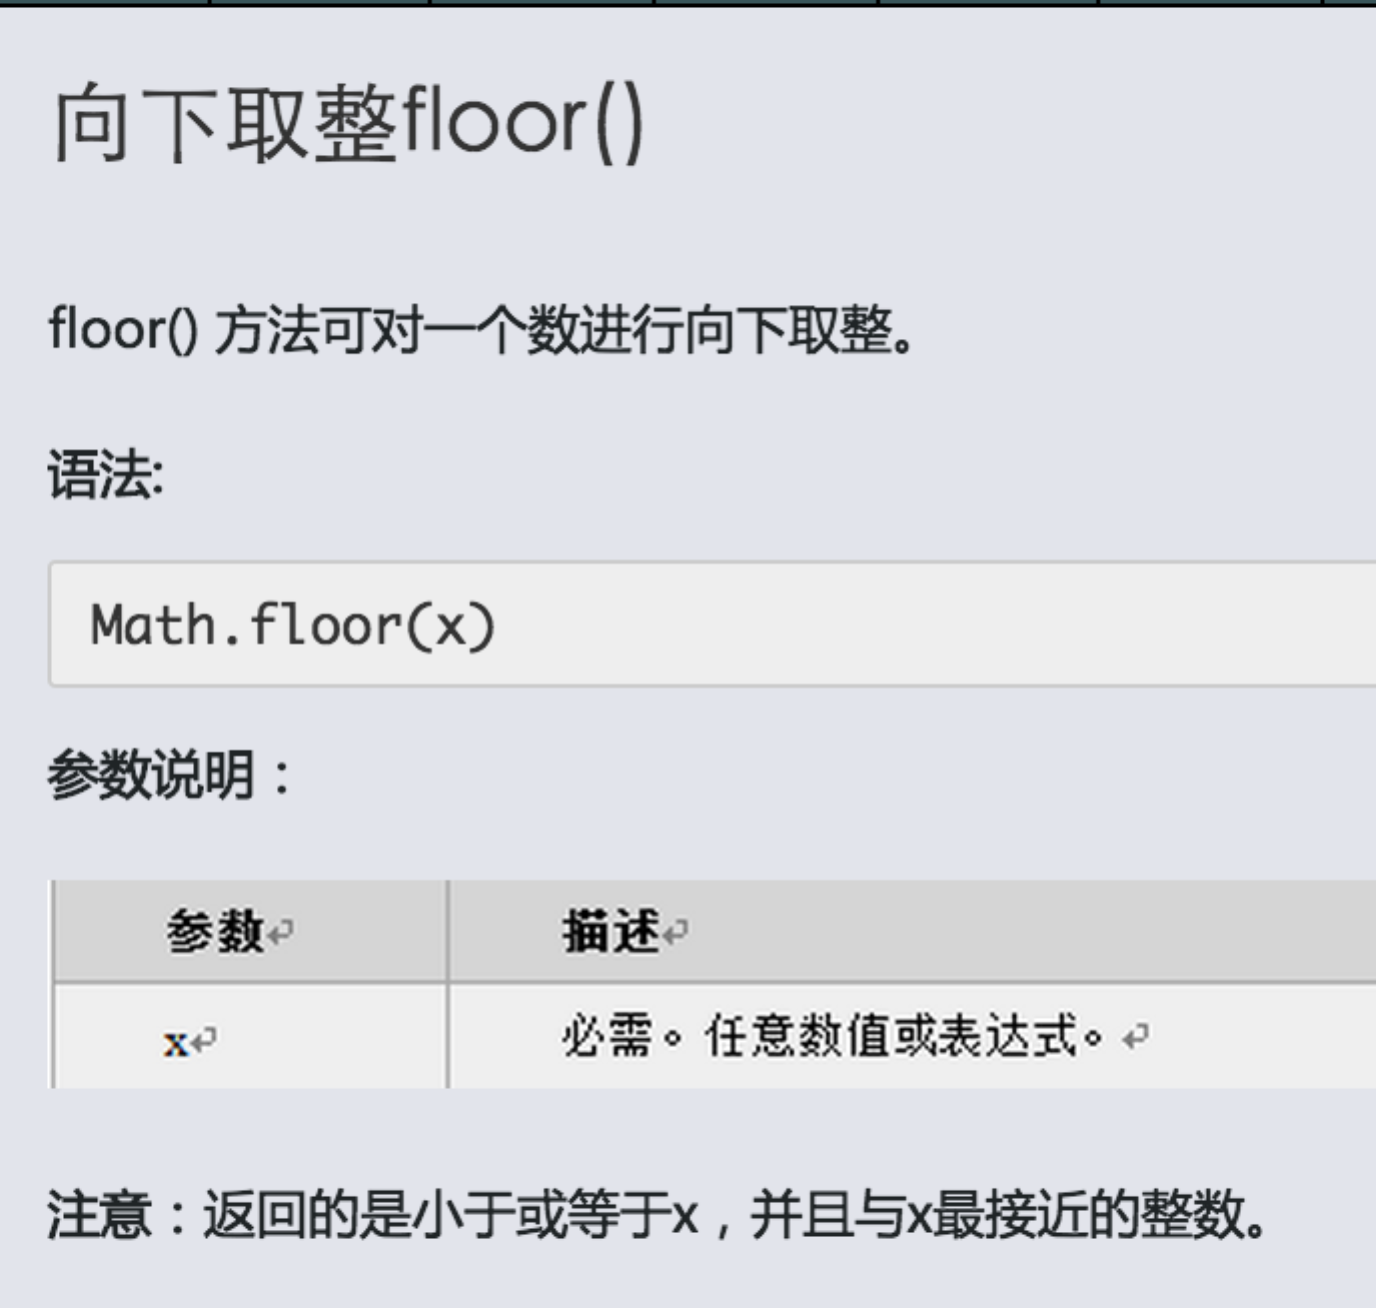 向下取整floor()
floor() 方法可对一个数进行向下取整。
语法:
Math.floor(x)
参数说明：
参数 描述
x 必需。任意数值或表达式。
注意：返回的是小于或等于x，并且与x最接近的整数。